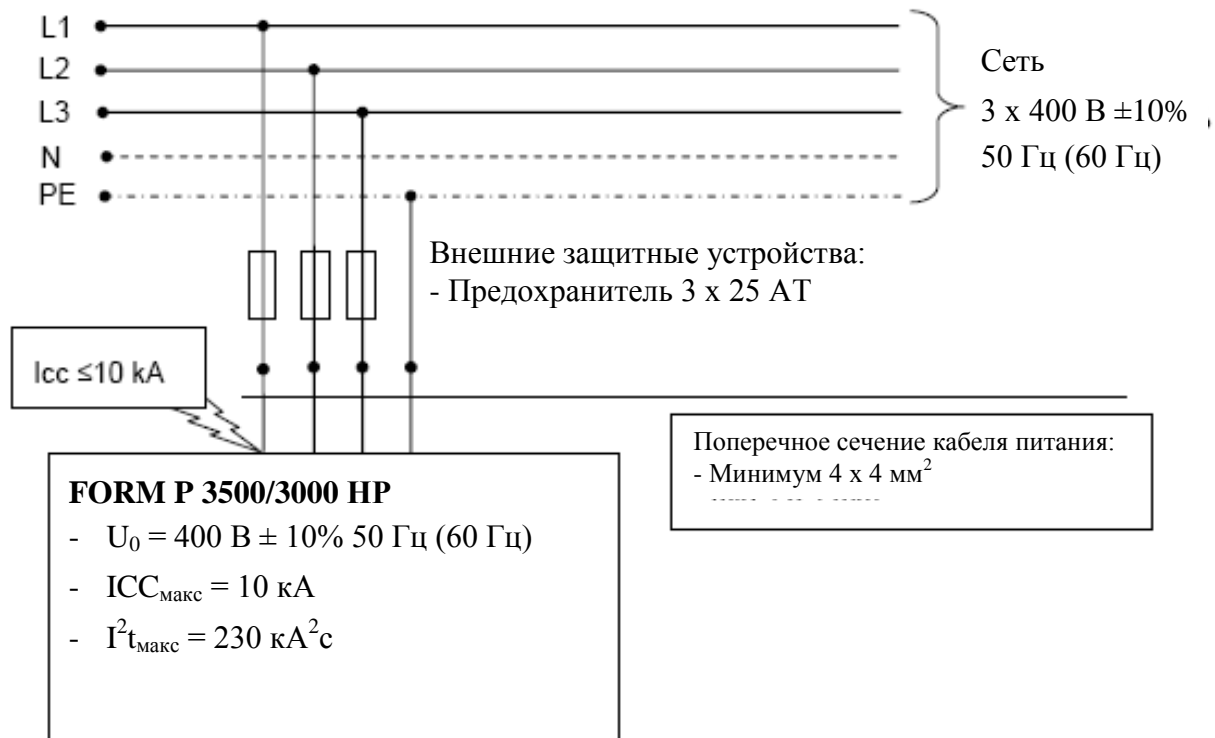 L1
L2
L3
N
PE
Сеть
3 x 400 В ±10%
50 Гц (60 Гц)
Внешние защитные устройства:
- Предохранитель 3 x 25 АТ
Icc ≤10 kA
Поперечное сечение кабеля питания:
- Минимум 4 x 4 мм²
FORM P 3500/3000 HP
- U₀ = 400 В ± 10% 50 Гц (60 Гц)
- ICCмакс = 10 кА
- I²tмакс = 230 кА²с